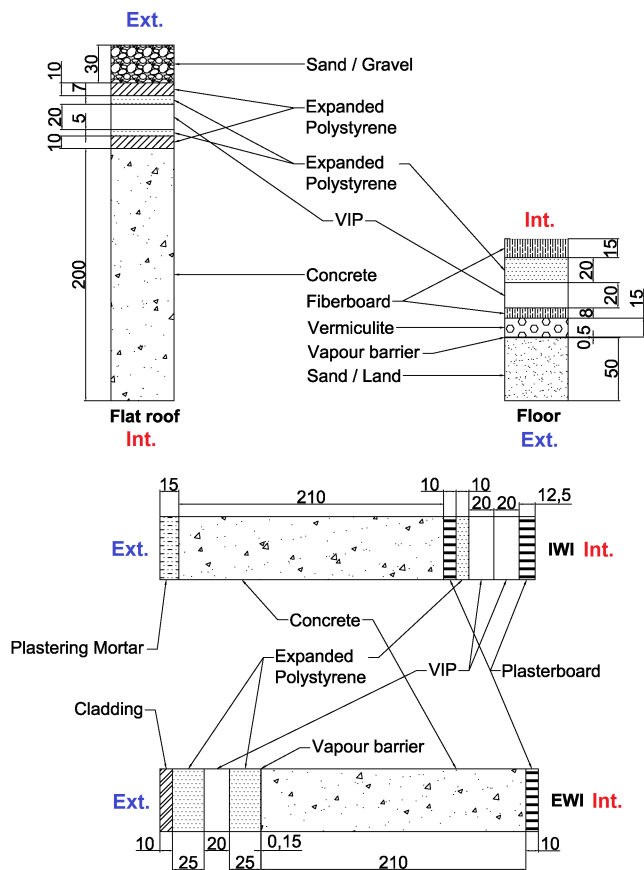 Ext.
30
10
7
20
5
10
200
Sand / Gravel
Expanded
Polystyrene
Expanded
Polystyrene
VIP
Concrete
Fiberboard
Vermiculite
Vapour barrier
Sand / Land
Flat roof
Int.
Int.
15
20
20
15
8
0,5
50
Floor
Ext.
15
210
10
10
20
20
12,5
Ext.
IWI Int.
Plastering Mortar
Concrete
Expanded
Polystyrene
VIP
Plasterboard
Cladding
Vapour barrier
Ext.
EWI Int.
10
25
20
25
0,15
210
10